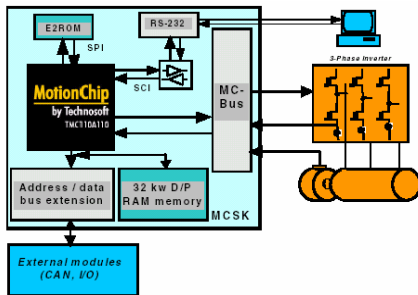 E2ROM
RS-232
SPI
SCI
MotionChip
by Technosoft
TMC110A110
MC-
Bus
3-Phase Inverter
Address / data
bus extension
32 kw D/P
RAM memory
MCSK
External modules
(CAN, I/O)